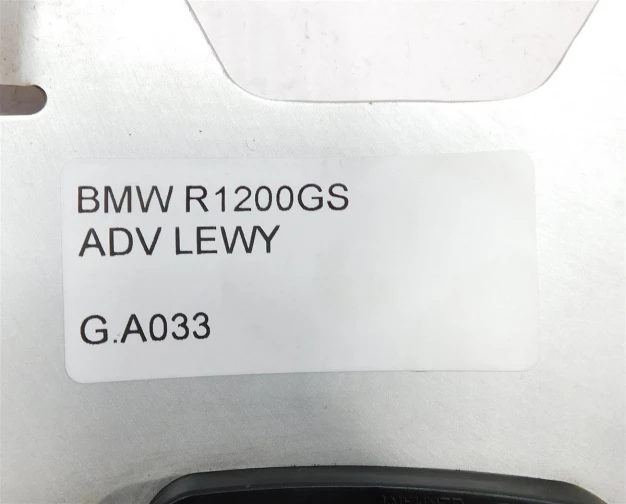 BMW R1200GS
ADV LEWY
G.A033